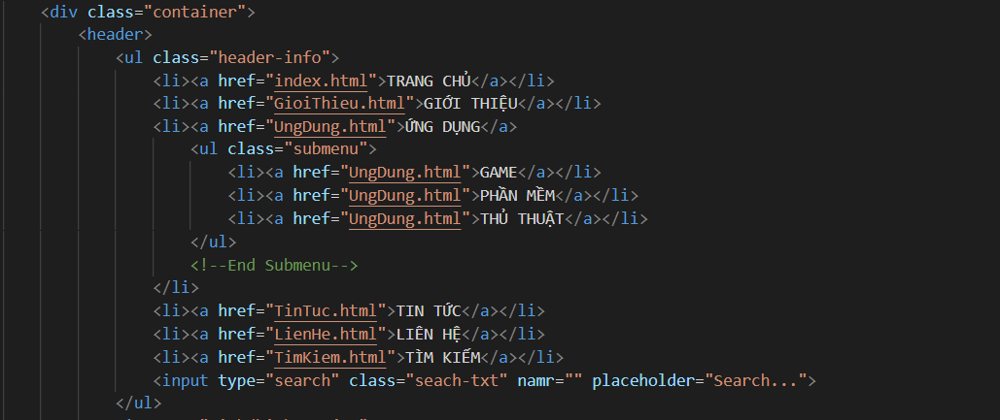 <div class="container">
<header>
<ul class="header-info">
<li><a href="index.html">TRANG CHỦ</a></li>
<li><a href="GioiThieu.html">GIỚI THIỆU</a></li>
<li><a href="UngDung.html">ỨNG DỤNG</a>
<ul class="submenu">
<li><a href="UngDung.html">GAME</a></li>
<li><a href="UngDung.html">PHẦN MỀM</a></li>
<li><a href="UngDung.html">THỦ THUẬT</a></li>
</ul>
<!--End Submenu-->
</li>
<li><a href="TinTuc.html">TIN TỨC</a></li>
<li><a href="LienHe.html">LIÊN HỆ</a></li>
<li><a href="TimKiem.html">TÌM KIẾM</a></li>
<input type="search" class="seach-txt" namr="" placeholder="Search...">
</ul>